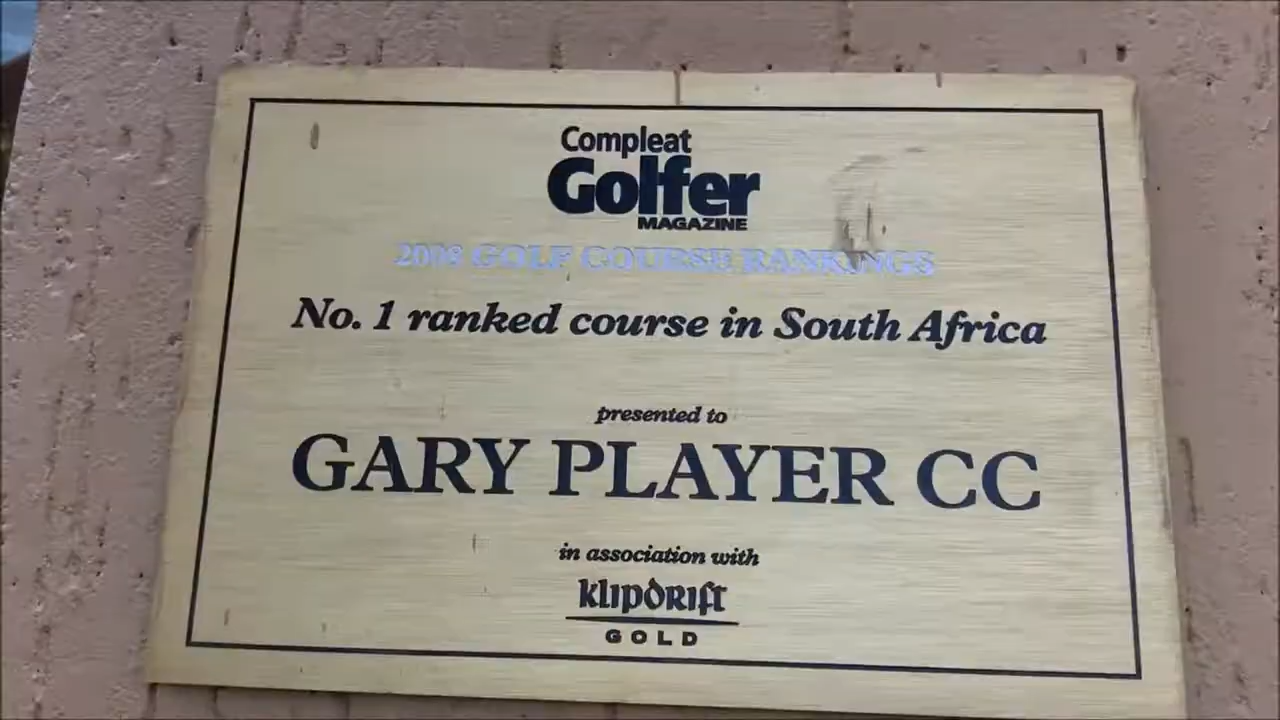 Compleat
Golfer
MAGAZINE
GOLF COURSE RANKINGS
No. 1 ranked course in South Africa
presented to
GARY PLAYER CC
in association with
klipdrift
GOLD